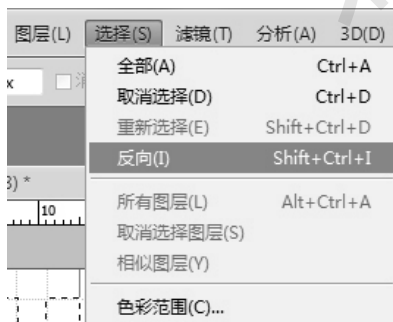 图层(L) 选择(S) 滤镜(T) 分析(A) 3D(D)
全部(A) Ctrl+A
x
取消选择(D) Ctrl+D
重新选择(E) Shift+Ctrl+D
反向(I) Shift+Ctrl+I
3) *
所有图层(L) Alt+Ctrl+A
10
取消选择图层(S)
相似图层(Y)
色彩范围(C)...